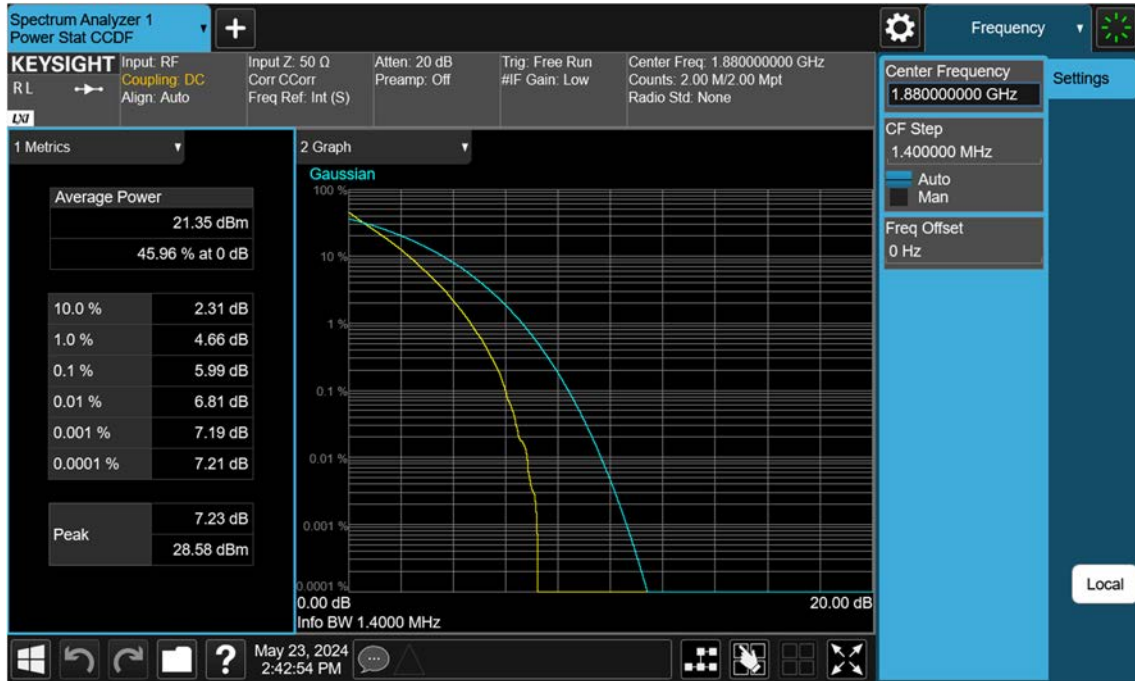 Spectrum Analyzer 1
Power Stat CCDF
Frequency
KEYSIGHT
R L
LXI
Input: RF
Coupling: DC
Align: Auto
Input Z: 50 Ω
Corr CCorr
Freq Ref: Int (S)
Atten: 20 dB
Preamp: Off
Trig: Free Run
#IF Gain: Low
Center Freq: 1.880000000 GHz
Counts: 2.00 M/2.00 Mpt
Radio Std: None
Center Frequency
1.880000000 GHz
Settings
CF Step
1.400000 MHz
Auto
Man
Freq Offset
0 Hz
1 Metrics
Average Power
21.35 dBm
45.96 % at 0 dB
10.0 % 2.31 dB
1.0 % 4.66 dB
0.1 % 5.99 dB
0.01 % 6.81 dB
0.001 % 7.19 dB
0.0001 % 7.21 dB
Peak 7.23 dB
28.58 dBm
2 Graph
Gaussian
100 %
10 %
1 %
0.1 %
0.01 %
0.001 %
0.0001 %
0.00 dB 20.00 dB
Info BW 1.4000 MHz
Local
?
May 23, 2024
2:42:54 PM